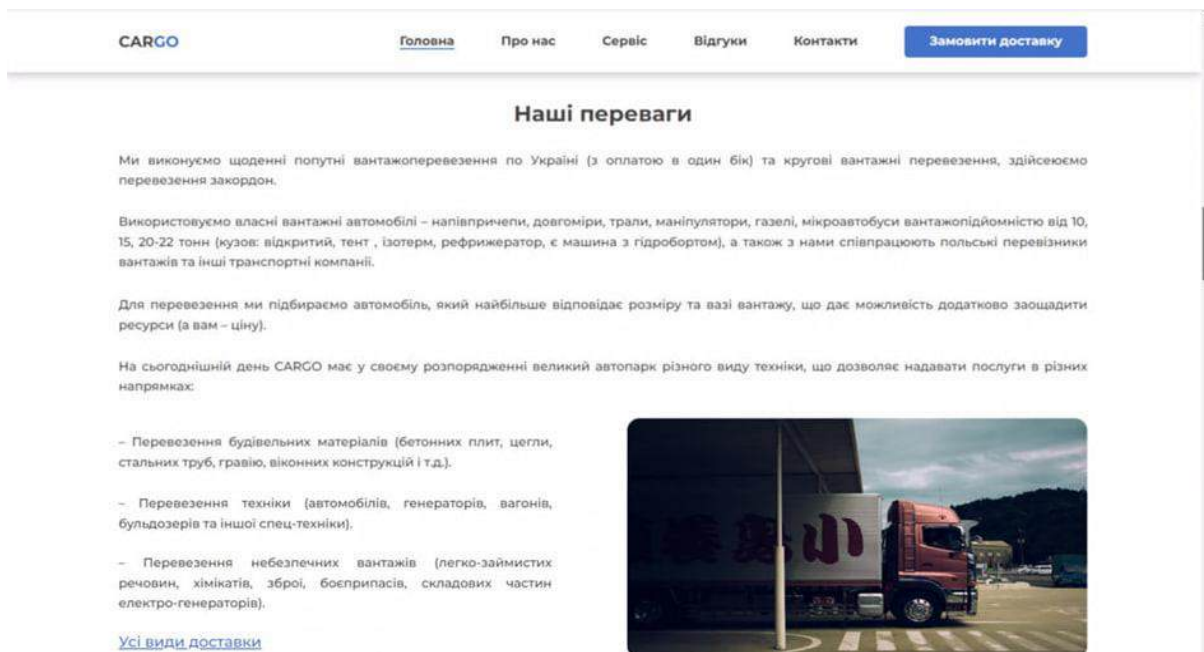 CARGO
Головна Про нас Сервіс Відгуки Контакти Замовити доставку
Наші переваги
Ми виконуємо щоденні попутні вантажоперевезення по Україні (з оплатою в один бік) та кругові вантажні перевезення, здійсеюємо
перевезення закордон.
Використовуємо власні вантажні автомобілі – напівпричепи, довгоміри, трали, маніпулятори, газелі, мікроавтобуси вантажопідйомністю від 10,
15, 20-22 тонн (кузов: відкритий, тент , ізотерм, рефрижератор, є машина з гідробортом), а також з нами співпрацюють польські перевізники
вантажів та інші транспортні компанії.
Для перевезення ми підбираємо автомобіль, який найбільше відповідає розміру та вазі вантажу, що дає можливість додатково заощадити
ресурси (а вам – ціну).
На сьогоднішній день CARGO має у своєму розпорядженні великий автопарк різного виду техніки, що дозволяє надавати послуги в різних
напрямках:
– Перевезення будівельних матеріалів (бетонних плит, цегли,
стальних труб, гравію, віконних конструкцій і т.д.).
– Перевезення техніки (автомобілів, генераторів, вагонів,
бульдозерів та іншої спец-техніки).
– Перевезення небезпечних вантажів (легко-займистих
речовин, хімікатів, зброї, боєприпасів, складових частин
електро-генераторів).
Усі види доставки